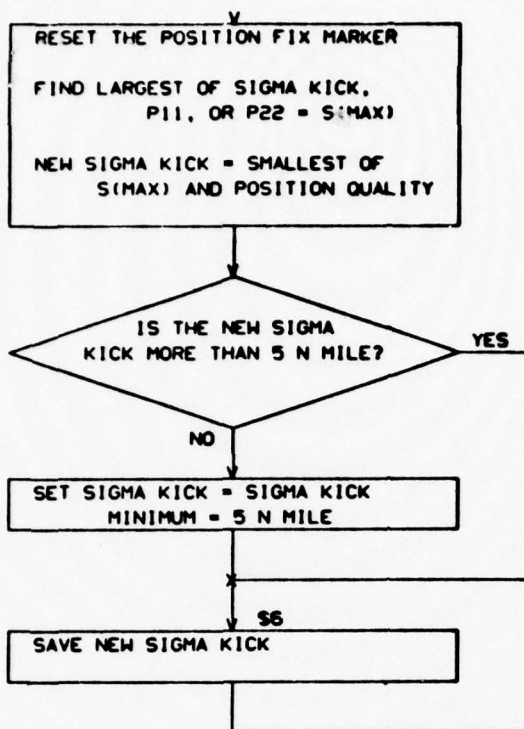 RESET THE POSITION FIX MARKER
FIND LARGEST OF SIGMA KICK,
P11, OR P22 = S(MAX)
NEW SIGMA KICK = SMALLEST OF
S(MAX) AND POSITION QUALITY
IS THE NEW SIGMA
KICK MORE THAN 5 N MILE?
YES
NO
SET SIGMA KICK = SIGMA KICK
MINIMUM = 5 N MILE
$6
SAVE NEW SIGMA KICK